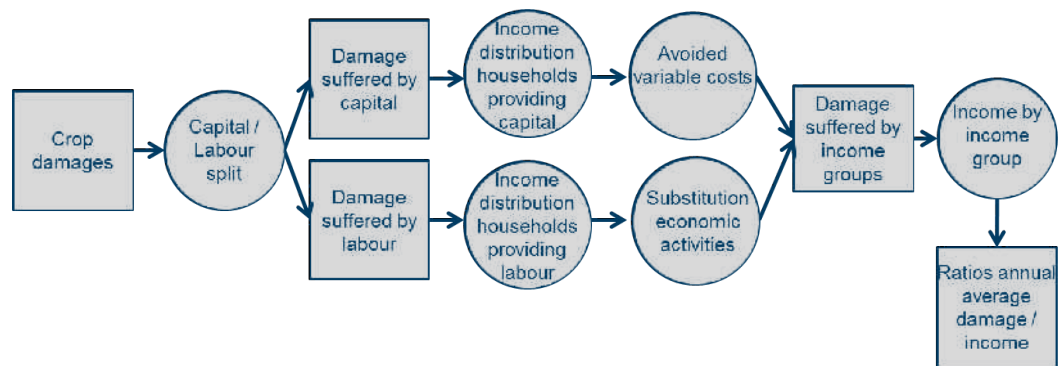 Crop
damages
Capital /
Labour
split
Damage
suffered by
capital
Income
distribution
households
providing
capital
Avoided
variable costs
Damage
suffered by
labour
Income
distribution
households
providing
labour
Substitution
economic
activities
Damage
suffered by
income
groups
Income by
income
group
Ratios annual
average
damage /
income